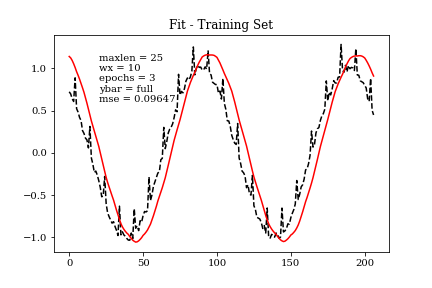 Fit - Training Set
maxlen = 25
wx = 10
epochs = 3
ybar = full
mse = 0.09647
1.0
0.5
0.0
−0.5
−1.0
0 50 100 150 200